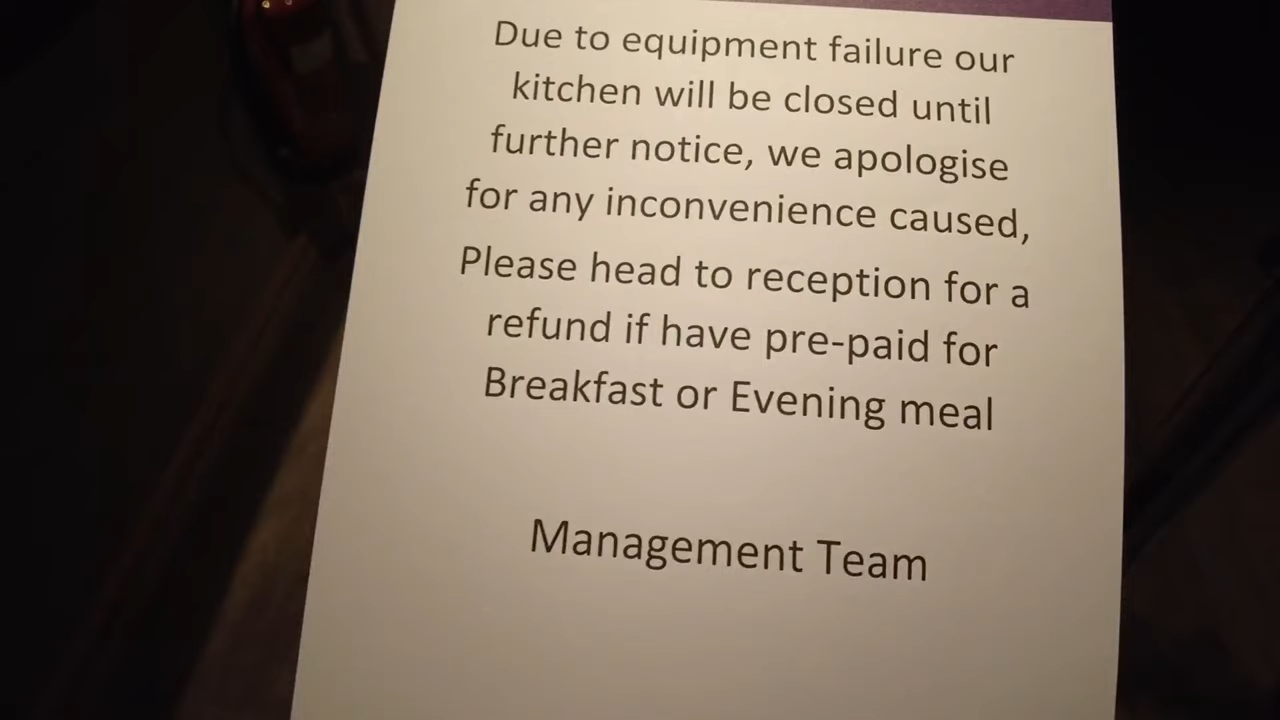 Due to equipment failure our
kitchen will be closed until
further notice, we apologise
for any inconvenience caused,
Please head to reception for a
refund if have pre-paid for
Breakfast or Evening meal
Management Team